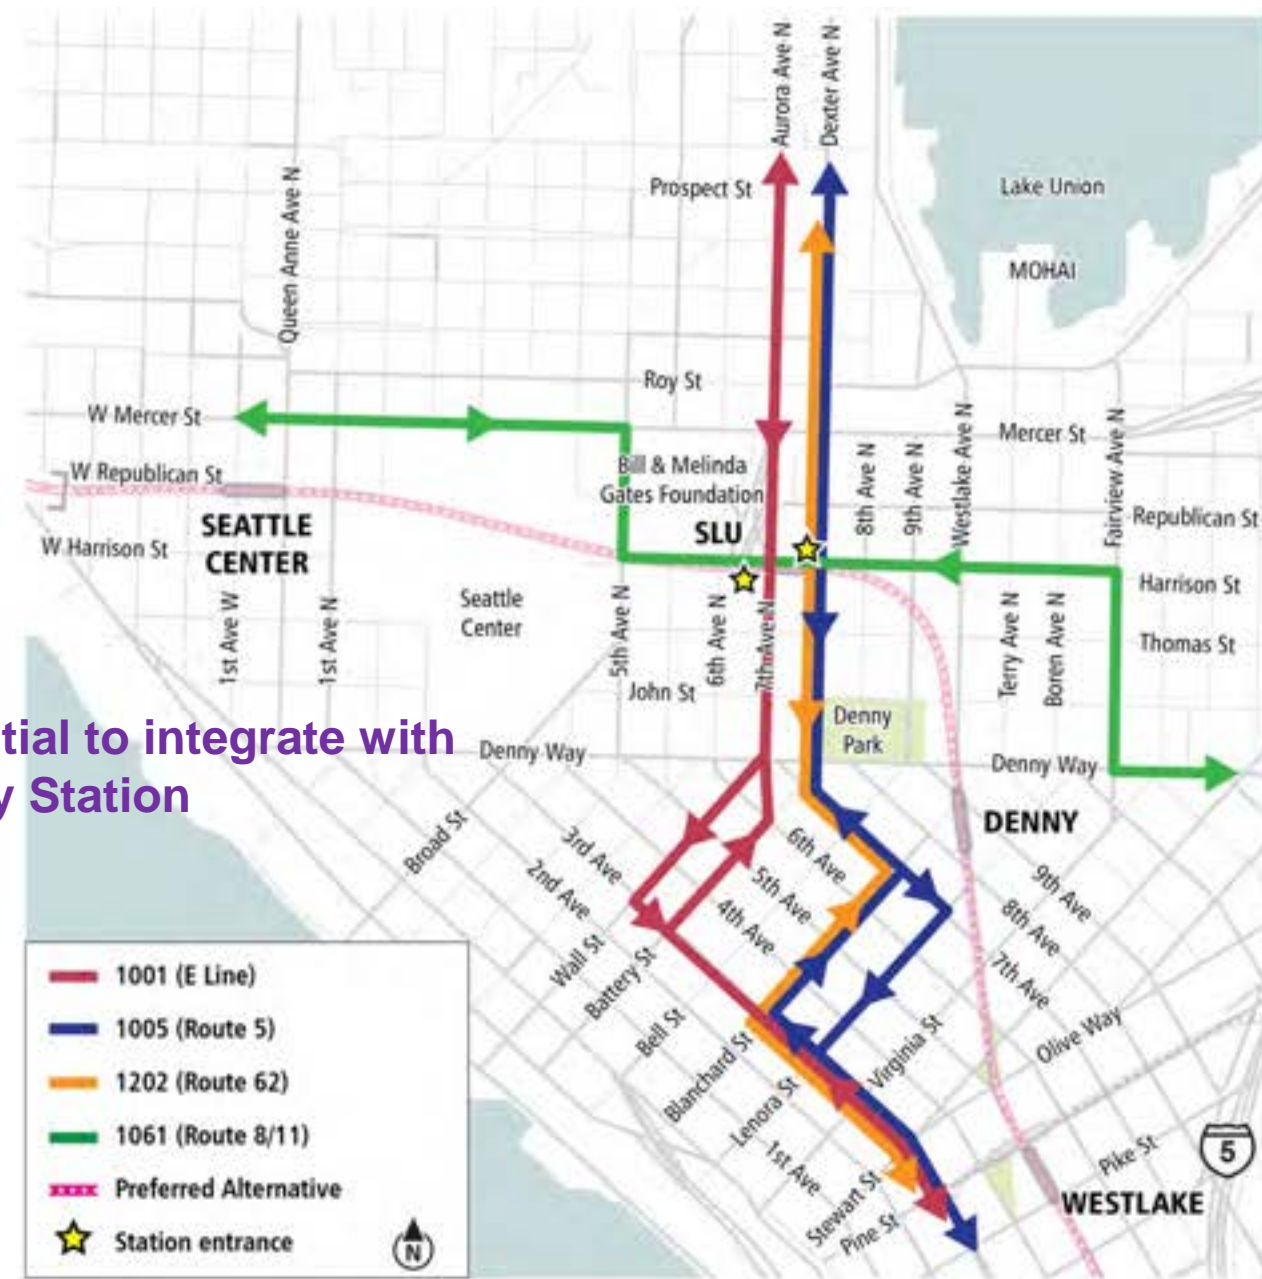 Aurora Ave N
Dexter Ave N
Prospect St
Lake Union
MOHAI
Queen Anne Ave N
Roy St
W Mercer St
Mercer St
Bill & Melinda
Gates Foundation
W Republican St
8th Ave N
9th Ave N
Westlake Ave N
Fairview Ave N
Republican St
SEATTLE
CENTER
SLU
W Harrison St
Harrison St
Seattle
Center
1st Ave W
1st Ave N
5th Ave N
6th Ave N
7th Ave N
Terry Ave N
Boren Ave N
Thomas St
John St
Denny
Park
tial to integrate with
y Station
Denny Way
Denny Way
DENNY
Broad St
3rd Ave
2nd Ave
6th Ave
5th Ave
4th Ave
9th Ave
8th Ave
7th Ave
Wall St
Battery St
Bell St
Blanchard St
Lenora St
Virginia St
Olive Way
1st Ave
Stewart St
Pine St
Pike St
5
WESTLAKE
1001 (E Line)
1005 (Route 5)
1202 (Route 62)
1061 (Route 8/11)
Preferred Alternative
Station entrance
N